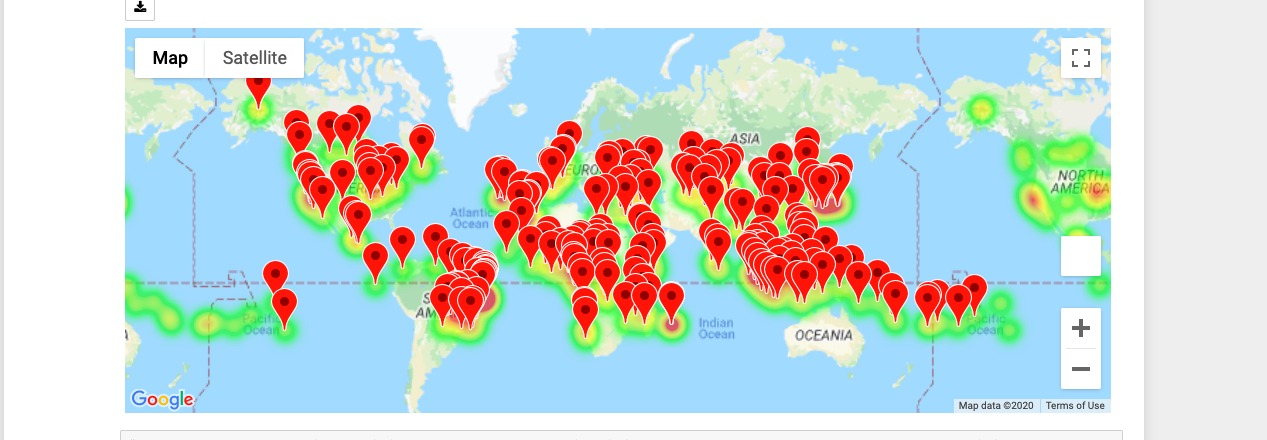 Map Satellite
ASIA
EURO
NORTH
AMERICA
Atlantic
Ocean
Pacific
Ocean
Indian
Ocean
OCEANIA
Pacific
Ocean
Google
Map data ©2020 Terms of Use